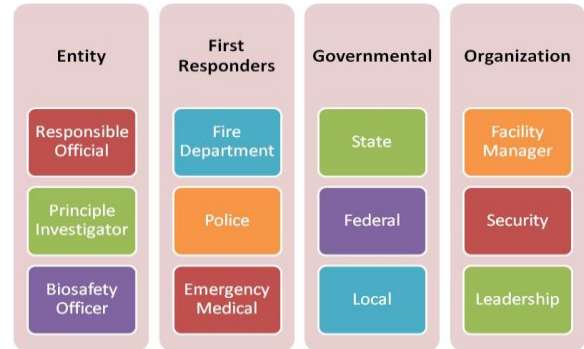 Entity
Responsible
Official
Principle
Investigator
Biosafety
Officer
First
Responders
Fire
Department
Police
Emergency
Medical
Governmental
State
Federal
Local
Organization
Facility
Manager
Security
Leadership